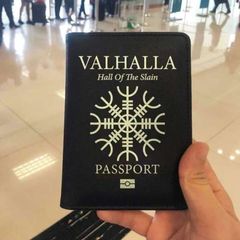 VALHALLA
Hall Of The Slain
PASSPORT